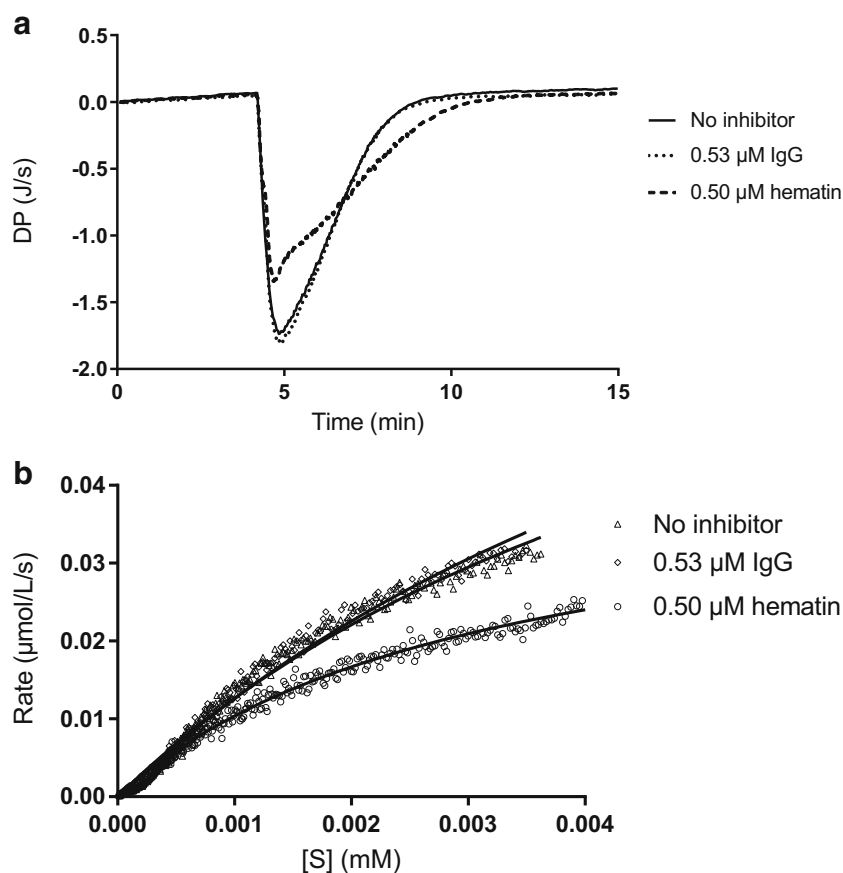 a
0.5
0.0
-0.5
-1.0
-1.5
-2.0
DP (J/s)
0 5 10 15
Time (min)
No inhibitor
0.53 µM IgG
0.50 µM hematin
b
0.04
0.03
0.02
0.01
0.00
Rate (µmol/L/s)
0.000 0.001 0.002 0.003 0.004
[S] (mM)
No inhibitor
0.53 µM IgG
0.50 µM hematin